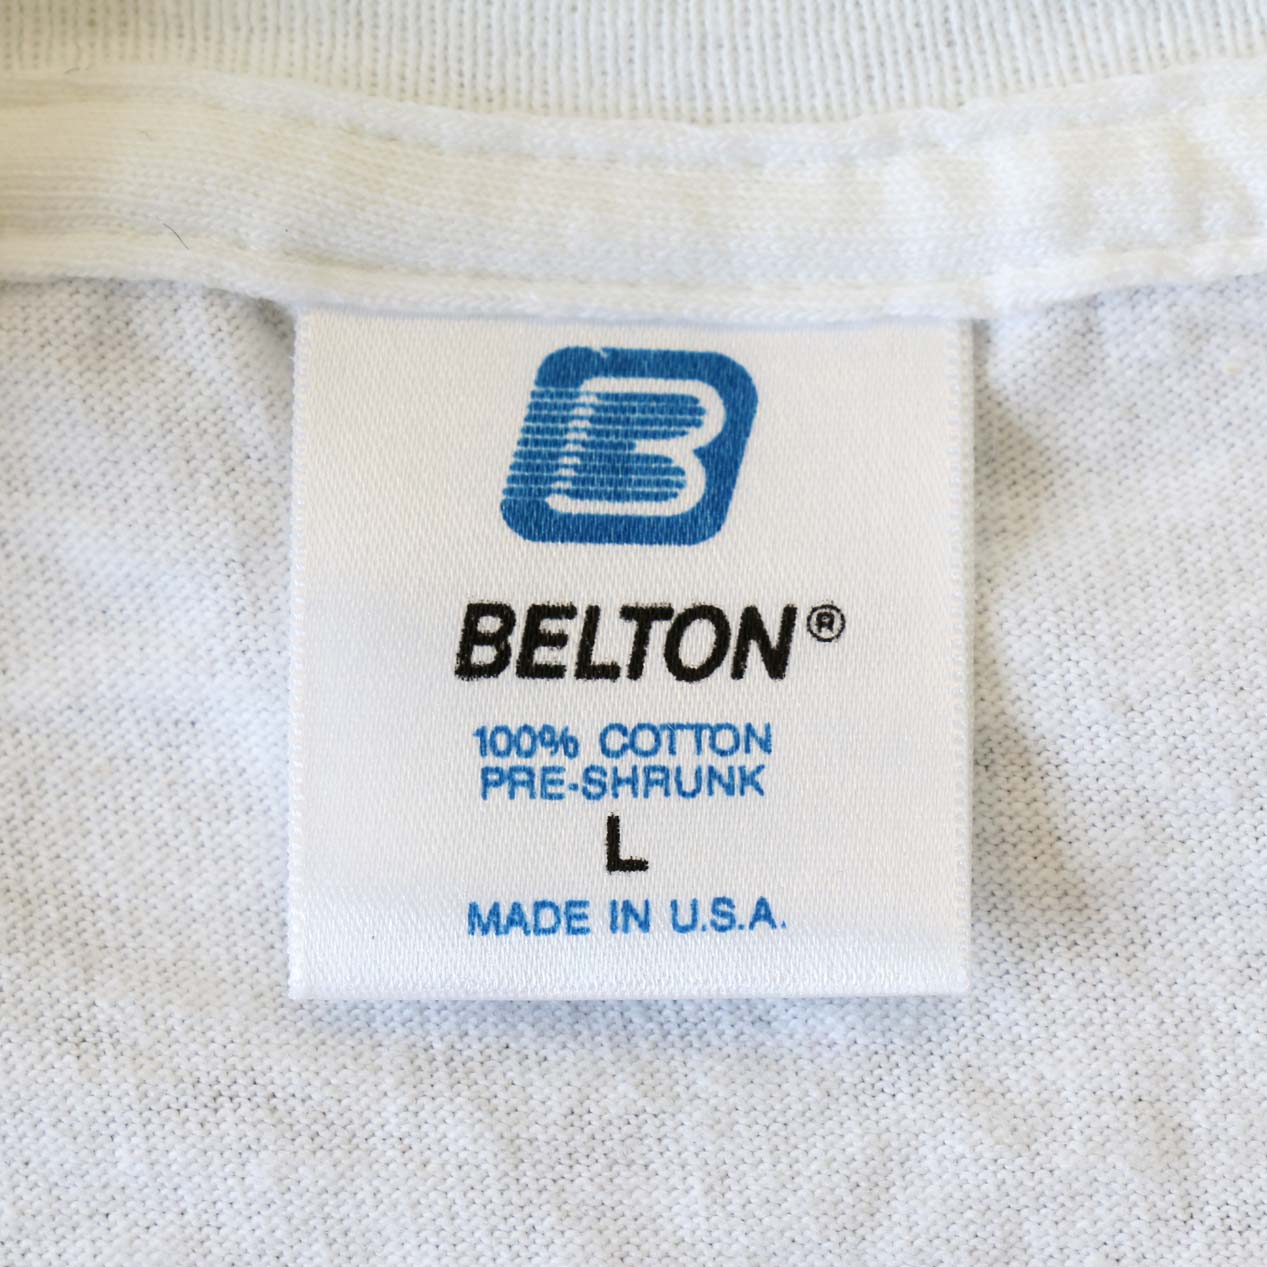 B
BELTON®
100% COTTON
PRE-SHRUNK
L
MADE IN U.S.A.